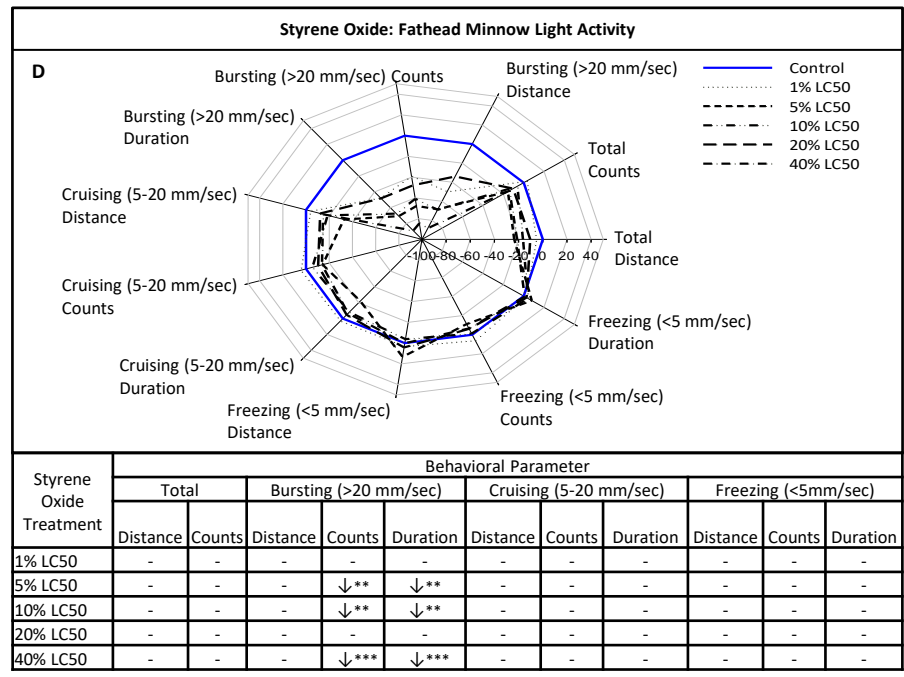 Styrene Oxide: Fathead Minnow Light Activity
D
Bursting (>20 mm/sec) Counts
Bursting (>20 mm/sec)
Distance
Control
1% LC50
5% LC50
10% LC50
20% LC50
40% LC50
Bursting (>20 mm/sec)
Duration
Total
Counts
Cruising (5-20 mm/sec)
Distance
Total
Distance
-100 -80 -60 -40 -20 0 20 40
Cruising (5-20 mm/sec)
Counts
Freezing (<5 mm/sec)
Duration
Cruising (5-20 mm/sec)
Duration
Freezing (<5 mm/sec)
Counts
Freezing (<5 mm/sec)
Distance
Styrene
Oxide
Treatment
Behavioral Parameter
Total Bursting (>20 mm/sec) Cruising (5-20 mm/sec) Freezing (<5mm/sec)
Distance Counts Distance Counts Duration Distance Counts Duration Distance Counts Duration
1% LC50 - - - - - - - - - - -
5% LC50 - - - ↓** ↓** - - - - - -
10% LC50 - - - ↓** ↓** - - - - - -
20% LC50 - - - - - - - - - - -
40% LC50 - - - ↓*** ↓*** - - - - - -